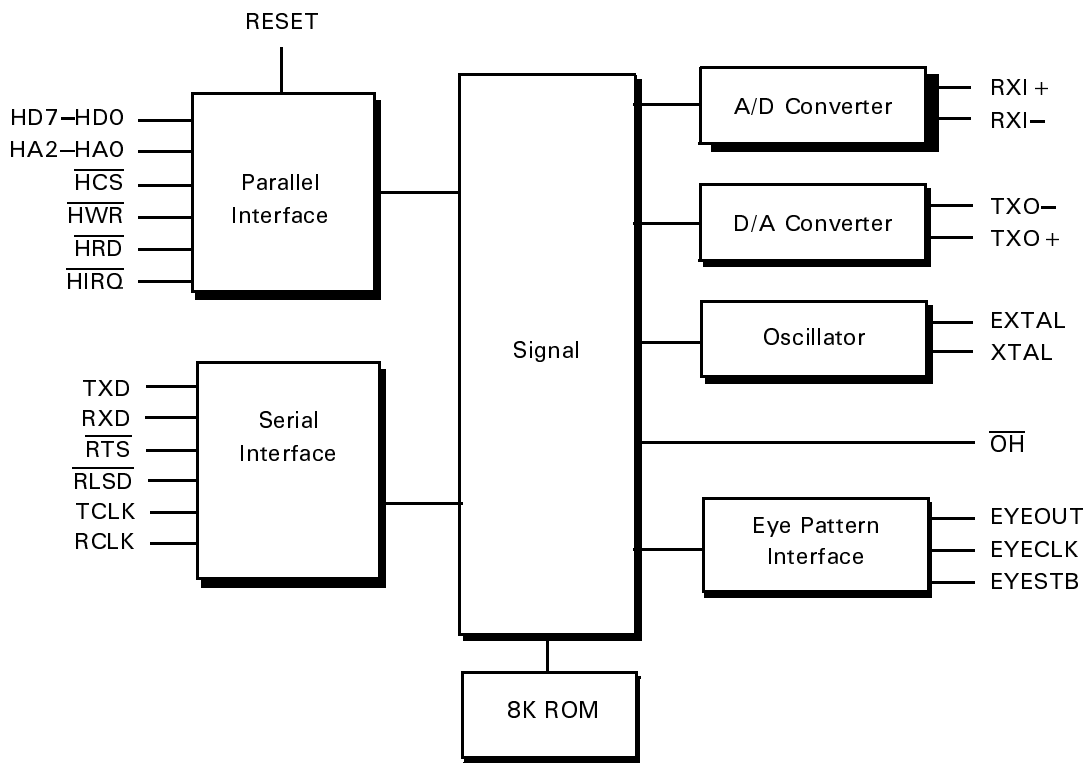 RESET
HD7–HD0
HA2–HA0
HCS
HWR
HRD
HIRQ
Parallel
Interface
TXD
RXD
RTS
RLSD
TCLK
RCLK
Serial
Interface
Signal
8K ROM
A/D Converter
RXI+
RXI–
D/A Converter
TXO–
TXO+
Oscillator
EXTAL
XTAL
OH
Eye Pattern
Interface
EYEOUT
EYECLK
EYESTB